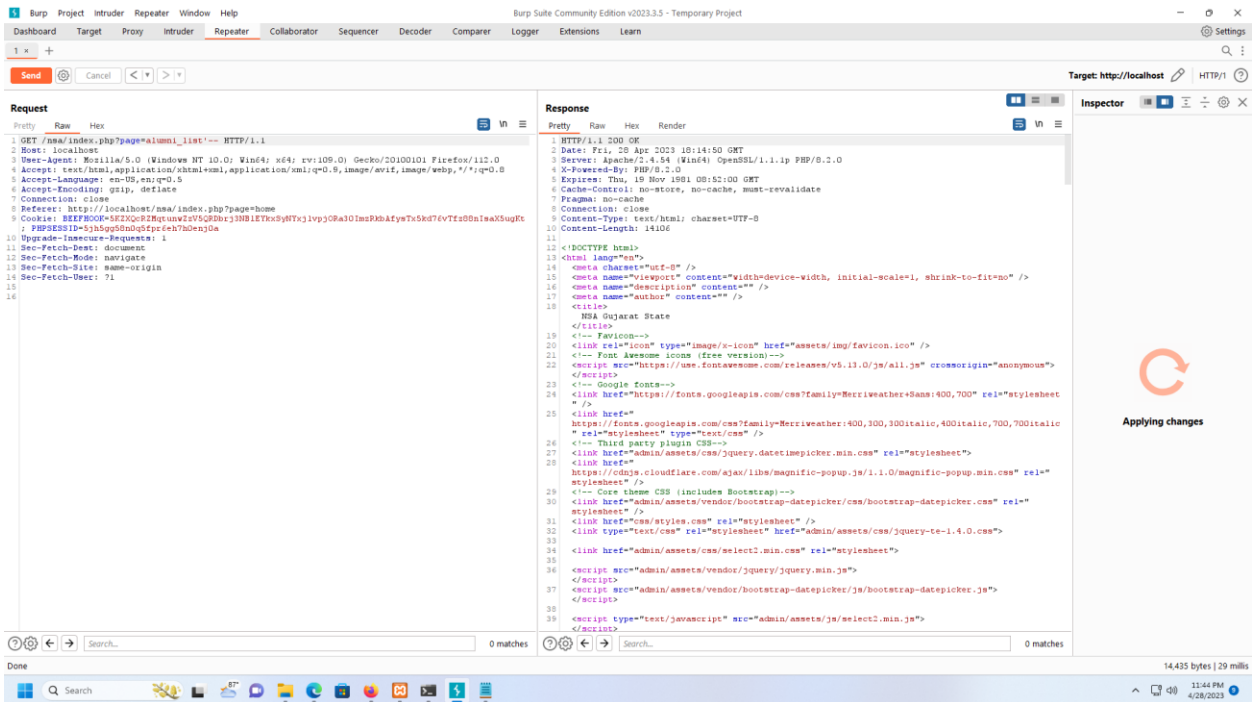 Burp Project Intruder Repeater Window Help
Burp Suite Community Edition v2023.3.5 - Temporary Project
Dashboard Target Proxy Intruder Repeater Collaborator Sequencer Decoder Comparer Logger Extensions Learn
Settings
1 × +
Send Cancel < >
Target: http://localhost HTTP/1
Request
Pretty Raw Hex
\n
1 GET /nsa/index.php?page=alumni_list'-- HTTP/1.1
2 Host: localhost
3 User-Agent: Mozilla/5.0 (Windows NT 10.0; Win64; x64; rv:109.0) Gecko/20100101 Firefox/112.0
4 Accept: text/html,application/xhtml+xml,application/xml;q=0.9,image/avif,image/webp,*/*;q=0.8
5 Accept-Language: en-US,en;q=0.5
6 Accept-Encoding: gzip, deflate
7 Connection: close
8 Referer: http://localhost/nsa/index.php?page=home
9 Cookie: BEEFHOOK=
; PHPSESSID=
10 Upgrade-Insecure-Requests: 1
11 Sec-Fetch-Dest: document
12 Sec-Fetch-Mode: navigate
13 Sec-Fetch-Site: same-origin
14 Sec-Fetch-User: ?1
15
16
Search...
0 matches
Response
Pretty Raw Hex Render
\n
1 HTTP/1.1 200 OK
2 Date: Fri, 28 Apr 2023 18:14:50 GMT
3 Server: Apache/2.4.54 (Win64) OpenSSL/1.1.1p PHP/8.2.0
4 X-Powered-By: PHP/8.2.0
5 Expires: Thu, 19 Nov 1981 08:52:00 GMT
6 Cache-Control: no-store, no-cache, must-revalidate
7 Pragma: no-cache
8 Connection: close
9 Content-Type: text/html; charset=UTF-8
10 Content-Length: 14106
11
12 <!DOCTYPE html>
13 <html lang="en">
14 <meta charset="utf-8" />
15 <meta name="viewport" content="width=device-width, initial-scale=1, shrink-to-fit=no" />
16 <meta name="description" content="" />
17 <meta name="author" content="" />
18 <title>
NSA Gujarat State
</title>
19 <!-- Favicon-->
20 <link rel="icon" type="image/x-icon" href="assets/img/favicon.ico" />
21 <!-- Font Awesome icons (free version)-->
22 <script src="https://use.fontawesome.com/releases/v5.13.0/js/all.js" crossorigin="anonymous">
</script>
23 <!-- Google fonts-->
24 <link href="https://fonts.googleapis.com/css?family=Merriweather+Sans:400,700" rel="stylesheet
" />
25 <link href="
https://fonts.googleapis.com/css?family=Merriweather:400,300,300italic,400italic,700,700italic
" rel="stylesheet" type="text/css" />
26 <!-- Third party plugin CSS-->
27 <link href="admin/assets/css/jquery.datetimepicker.min.css" rel="stylesheet">
28 <link href="
https://cdnjs.cloudflare.com/ajax/libs/magnific-popup.js/1.1.0/magnific-popup.min.css" rel="
stylesheet" />
29 <!-- Core theme CSS (includes Bootstrap)-->
30 <link href="admin/assets/vendor/bootstrap-datepicker/css/bootstrap-datepicker.css" rel="
stylesheet" />
31 <link href="css/styles.css" rel="stylesheet" />
32 <link type="text/css" rel="stylesheet" href="admin/assets/css/jquery-te-1.4.0.css">
33
34 <link href="admin/assets/css/select2.min.css" rel="stylesheet">
35
36 <script src="admin/assets/vendor/jquery/jquery.min.js">
</script>
37 <script src="admin/assets/vendor/bootstrap-datepicker/js/bootstrap-datepicker.js">
</script>
38
39 <script type="text/javascript" src="admin/assets/js/select2.min.js">
</script>
Search...
0 matches
Inspector
Applying changes
Done
14,435 bytes | 29 millis
Search
87°
11:44 PM
4/28/2023